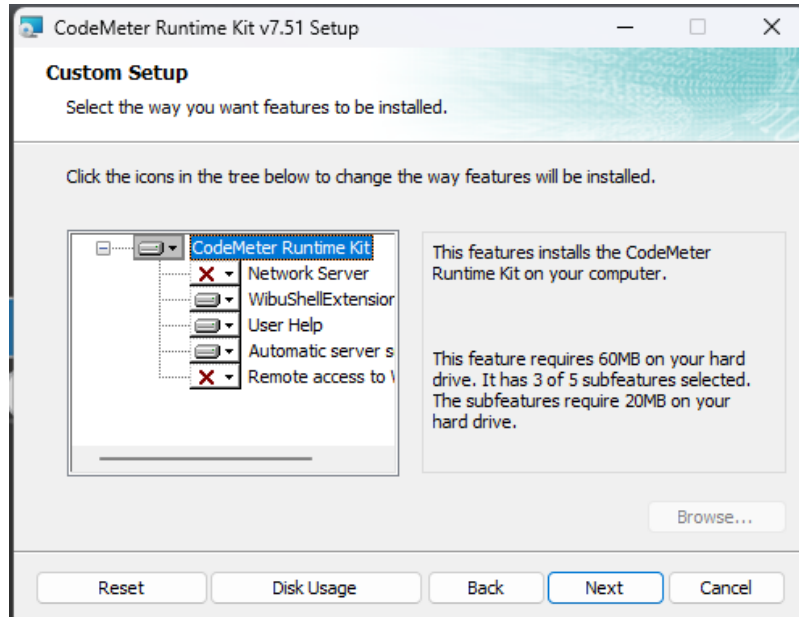 CodeMeter Runtime Kit v7.51 Setup
Custom Setup
Select the way you want features to be installed.
Click the icons in the tree below to change the way features will be installed.
CodeMeter Runtime Kit
Network Server
WibuShellExtension
User Help
Automatic server s
Remote access to
This features installs the CodeMeter
Runtime Kit on your computer.
This feature requires 60MB on your hard
drive. It has 3 of 5 subfeatures selected.
The subfeatures require 20MB on your
hard drive.
Browse...
Reset
Disk Usage
Back
Next
Cancel